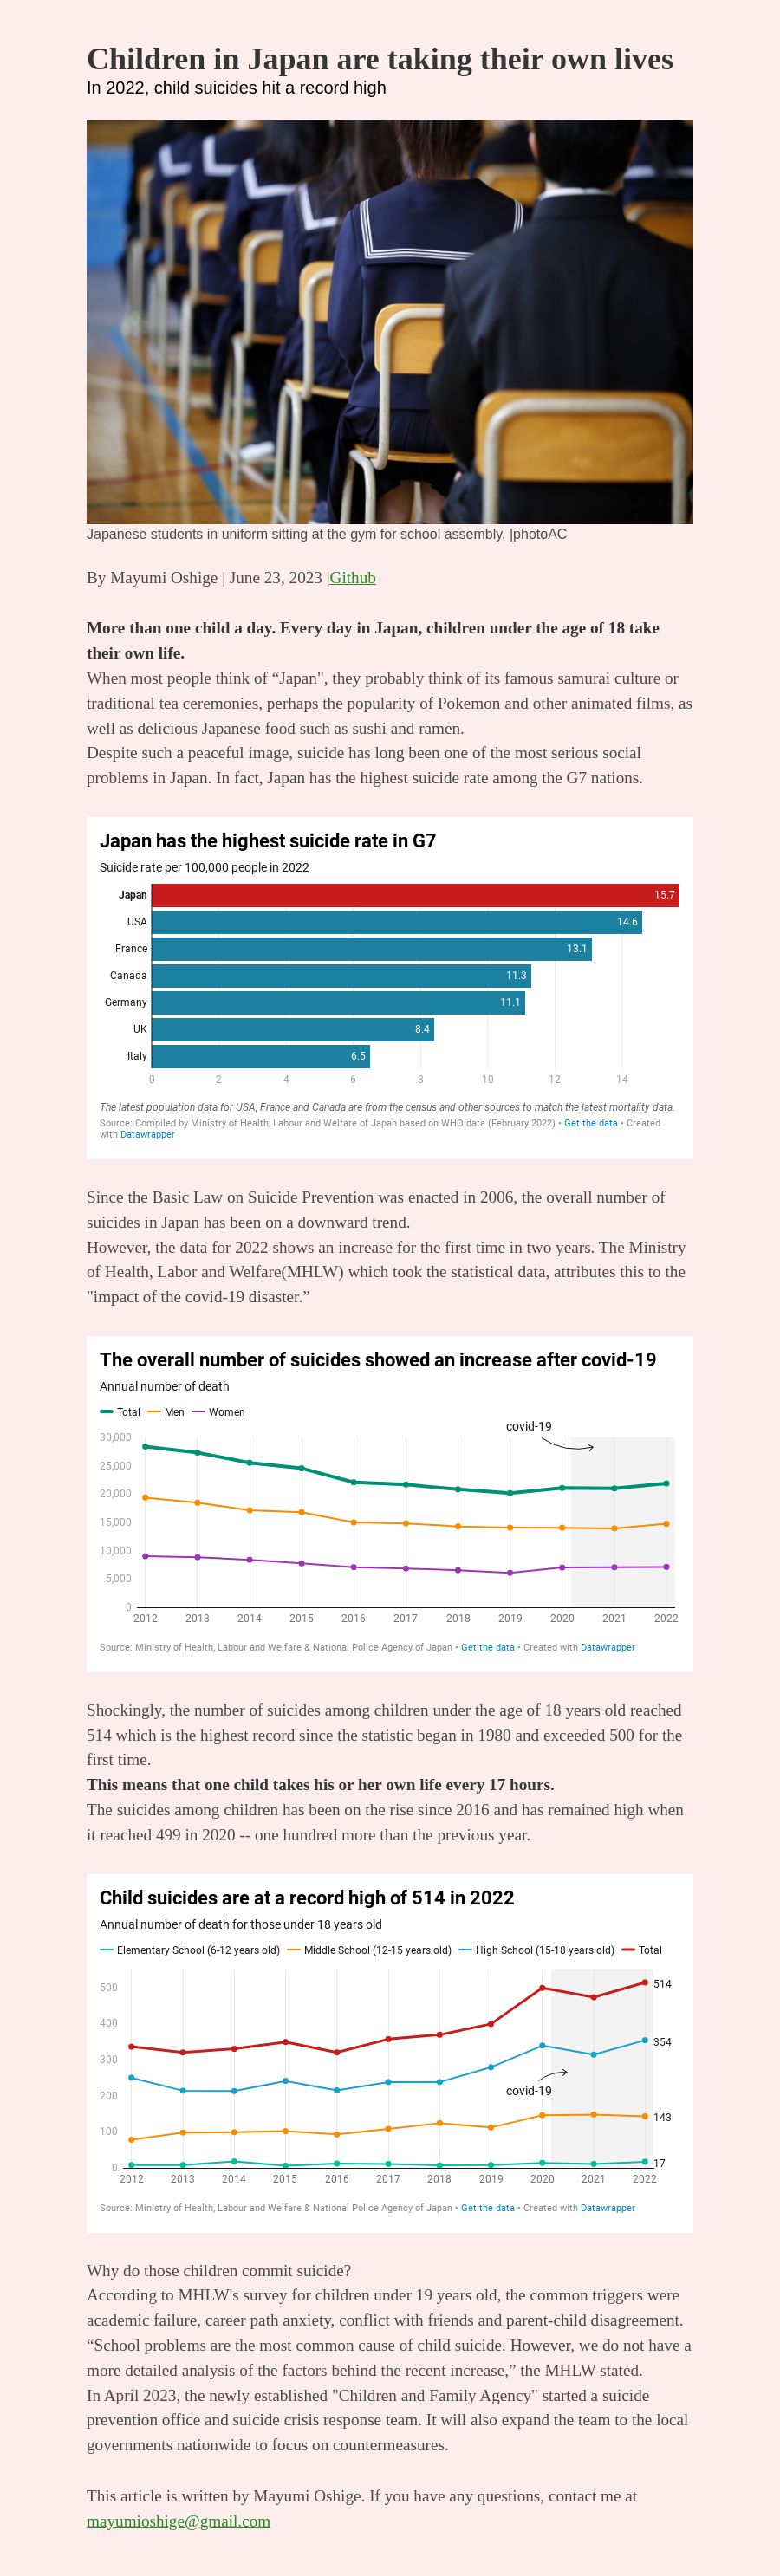 Children in Japan are taking their own lives
In 2022, child suicides hit a record high
Japanese students in uniform sitting at the gym for school assembly. |photoAC
By Mayumi Oshige | June 23, 2023 |Github
More than one child a day. Every day in Japan, children under the age of 18 take
their own life.
When most people think of “Japan", they probably think of its famous samurai culture or
traditional tea ceremonies, perhaps the popularity of Pokemon and other animated films, as
well as delicious Japanese food such as sushi and ramen.
Despite such a peaceful image, suicide has long been one of the most serious social
problems in Japan. In fact, Japan has the highest suicide rate among the G7 nations.
Japan has the highest suicide rate in G7
Suicide rate per 100,000 people in 2022
Japan 15.7
USA 14.6
France 13.1
Canada 11.3
Germany 11.1
UK 8.4
Italy 6.5
0 2 4 6 8 10 12 14
The latest population data for USA, France and Canada are from the census and other sources to match the latest mortality data.
Source: Compiled by Ministry of Health, Labour and Welfare of Japan based on WHO data (February 2022) • Get the data • Created
with Datawrapper
Since the Basic Law on Suicide Prevention was enacted in 2006, the overall number of
suicides in Japan has been on a downward trend.
However, the data for 2022 shows an increase for the first time in two years. The Ministry
of Health, Labor and Welfare(MHLW) which took the statistical data, attributes this to the
"impact of the covid-19 disaster.”
The overall number of suicides showed an increase after covid-19
Annual number of death
Total Men Women
covid-19
30,000
25,000
20,000
15,000
10,000
5,000
0
2012 2013 2014 2015 2016 2017 2018 2019 2020 2021 2022
Source: Ministry of Health, Labour and Welfare & National Police Agency of Japan • Get the data • Created with Datawrapper
Shockingly, the number of suicides among children under the age of 18 years old reached
514 which is the highest record since the statistic began in 1980 and exceeded 500 for the
first time.
This means that one child takes his or her own life every 17 hours.
The suicides among children has been on the rise since 2016 and has remained high when
it reached 499 in 2020 -- one hundred more than the previous year.
Child suicides are at a record high of 514 in 2022
Annual number of death for those under 18 years old
Elementary School (6-12 years old) Middle School (12-15 years old) High School (15-18 years old) Total
500 514
400
300 354
200 covid-19
100 143
0 17
2012 2013 2014 2015 2016 2017 2018 2019 2020 2021 2022
Source: Ministry of Health, Labour and Welfare & National Police Agency of Japan • Get the data • Created with Datawrapper
Why do those children commit suicide?
According to MHLW's survey for children under 19 years old, the common triggers were
academic failure, career path anxiety, conflict with friends and parent-child disagreement.
“School problems are the most common cause of child suicide. However, we do not have a
more detailed analysis of the factors behind the recent increase,” the MHLW stated.
In April 2023, the newly established "Children and Family Agency" started a suicide
prevention office and suicide crisis response team. It will also expand the team to the local
governments nationwide to focus on countermeasures.
This article is written by Mayumi Oshige. If you have any questions, contact me at
mayumioshige@gmail.com